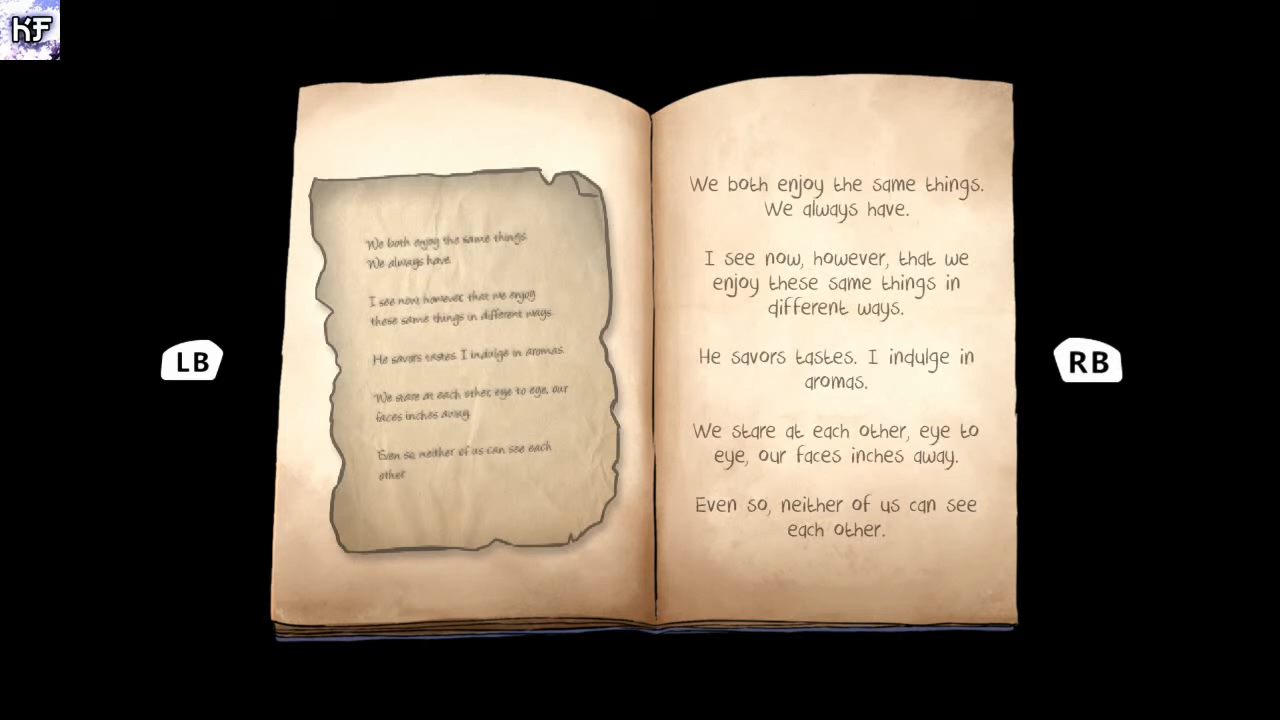 KF
We both enjoy the same things.
We always have.
I see now, however, that we enjoy
these same things in different ways.
He savors tastes. I indulge in aromas.
We stare at each other, eye to eye, our
faces inches away.
Even so, neither of us can see each
other.
We both enjoy the same things.
We always have.
I see now, however, that we
enjoy these same things in
different ways.
He savors tastes. I indulge in
aromas.
We stare at each other, eye to
eye, our faces inches away.
Even so, neither of us can see
each other.
LB
RB